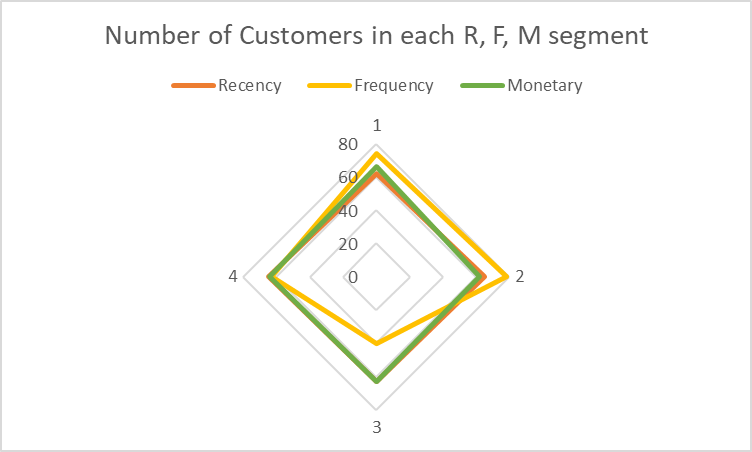 Number of Customers in each R, F, M segment
Recency Frequency Monetary
1
80
60
40
20
4 0 2
3